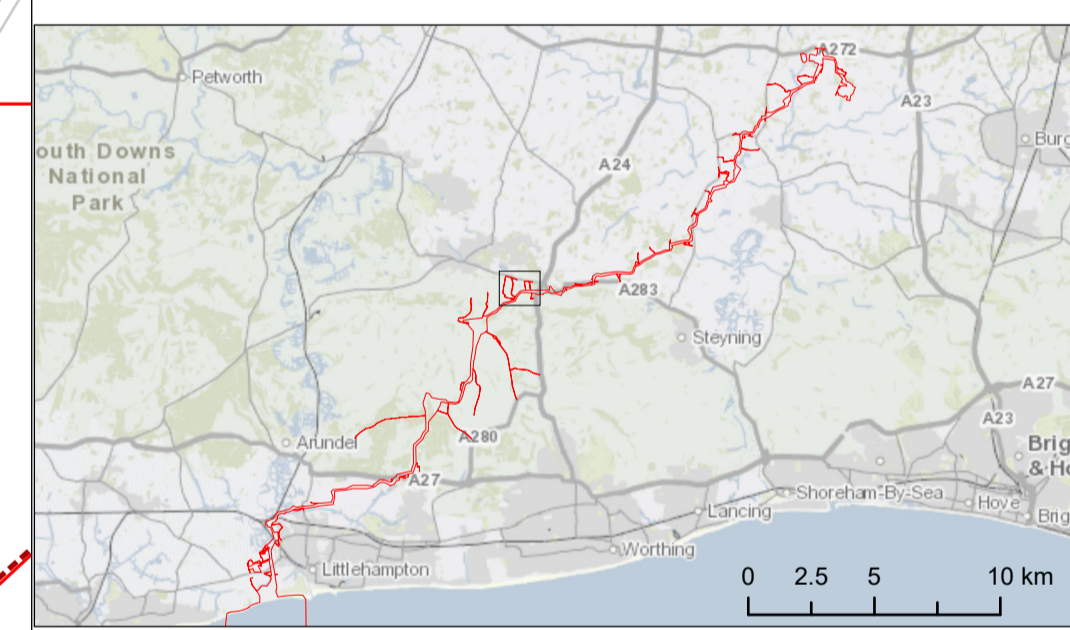 A272
Petworth
A23
Burg
outh Downs
National
Park
A24
A283
Steyning
A27
A23
Arundel
A280
Brig
& Ho
A27
Shoreham-By-Sea
Hove
Lancing
Brig
Worthing
Littlehampton
0 2.5 5 10 km